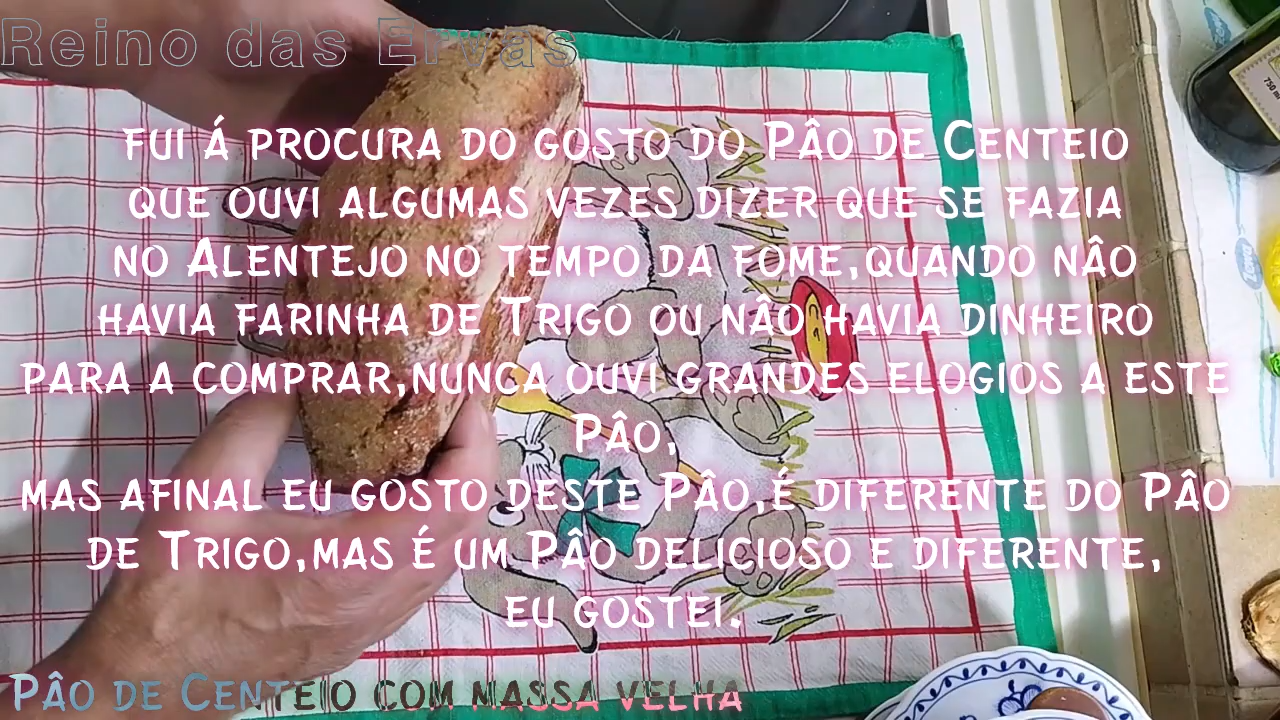 Reino das Ervas
fui á procura do gosto do Pâo de Centeio
que ouvi algumas vezes dizer que se fazia
no Alentejo no tempo da fome,quando nâo
havia farinha de Trigo ou nâo havia dinheiro
para a comprar,nunca ouvi grandes elogios a este
Pâo,
mas afinal eu gosto deste Pâo,é diferente do Pâo
de Trigo,mas é um Pâo delicioso e diferente,
eu gostei.
Pâo de Centeio com massa velha